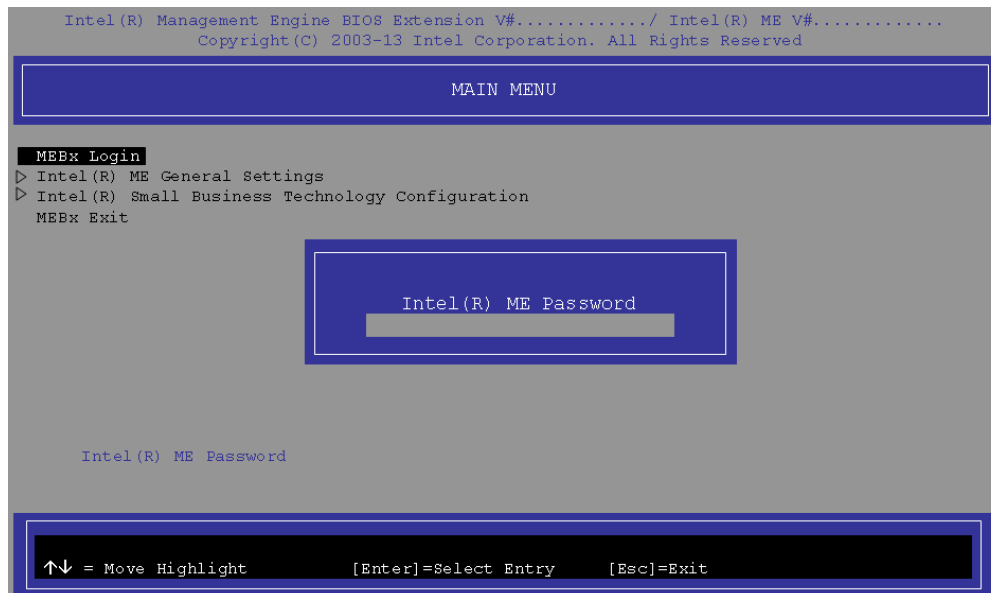 Intel(R) Management Engine BIOS Extension V#............./ Intel(R) ME V#.............
Copyright(C) 2003-13 Intel Corporation. All Rights Reserved
MAIN MENU
MEBx Login
▷ Intel(R) ME General Settings
▷ Intel(R) Small Business Technology Configuration
MEBx Exit
Intel(R) ME Password
Intel(R) ME Password
↑↓ = Move Highlight [Enter]=Select Entry [Esc]=Exit